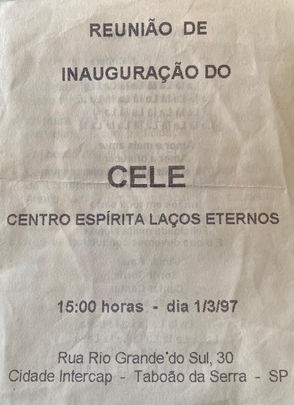 REUNIÃO DE
INAUGURAÇÃO DO
CELE
CENTRO ESPÍRITA LAÇOS ETERNOS
15:00 horas - dia 1/3/97
Rua Rio Grande do Sul, 30
Cidade Intercap - Taboão da Serra - SP